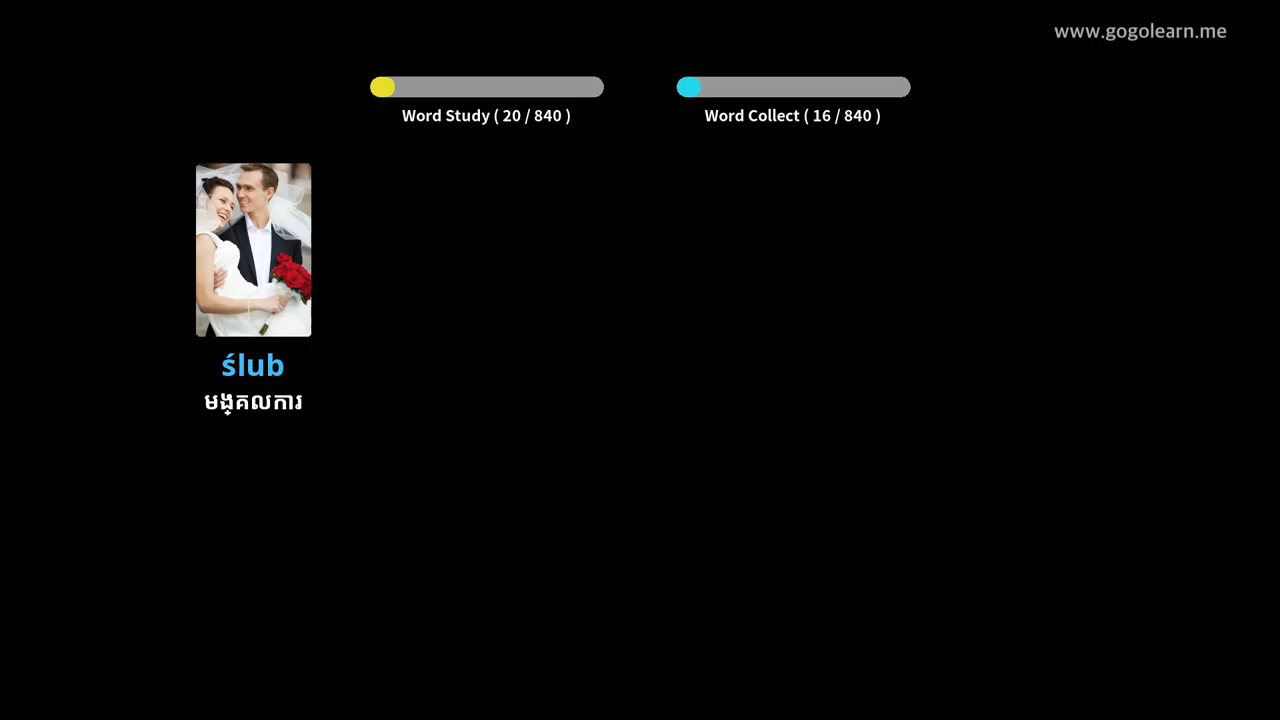 www.gogolearn.me
Word Study ( 20 / 840 )
Word Collect ( 16 / 840 )
ślub
មង្គលការ